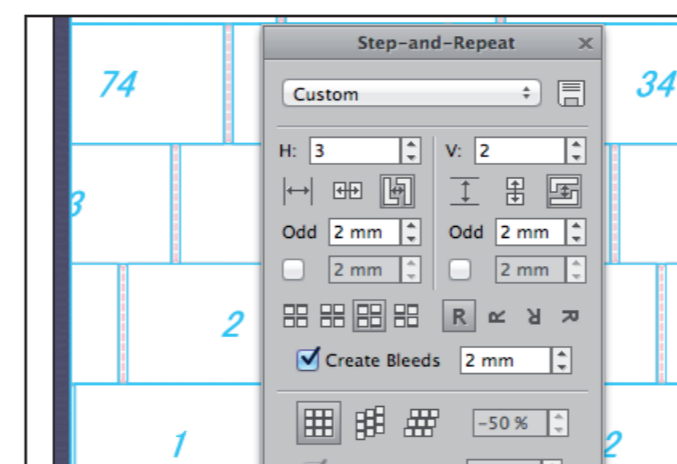 Step-and-Repeat
74
Custom
34
H: 3 V: 2
3
Odd 2 mm Odd 2 mm
2 mm 2 mm
2
R R R R
Create Bleeds 2 mm
-50 %
1
2